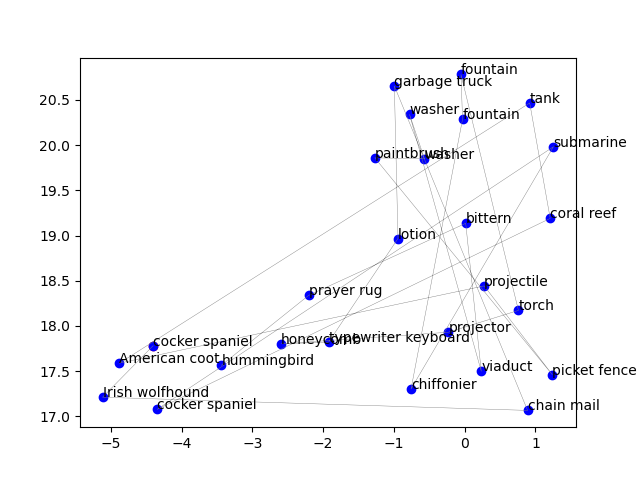 fountain
garbage truck
tank
washer
fountain
submarine
paintbrush
washer
bittern
coral reef
lotion
prayer rug
projectile
torch
projector
cocker spaniel
honeycomb
typewriter keyboard
American coot
hummingbird
viaduct
picket fence
chiffonier
Irish wolfhound
cocker spaniel
chain mail
20.5
20.0
19.5
19.0
18.5
18.0
17.5
17.0
−5
−4
−3
−2
−1
0
1